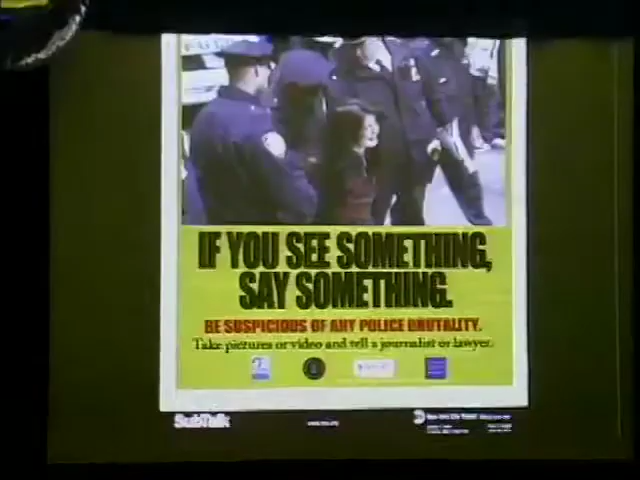 IF YOU SEE SOMETHING,
SAY SOMETHING.
BE SUSPICIOUS OF ANY POLICE BRUTALITY.
Take pictures or video and tell a journalist or lawyer.
SubTalk